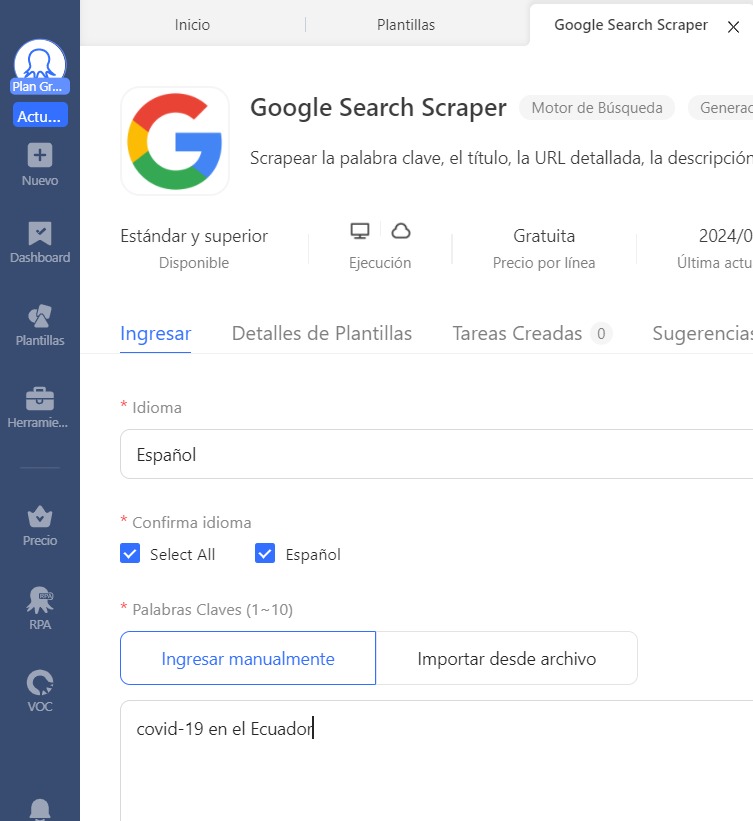 Inicio
Plantillas
Google Search Scraper
Plan Gr...
Actu...
Nuevo
Dashboard
Plantillas
Herramie...
Precio
RPA
RPA
VOC
Google Search Scraper
Motor de Búsqueda
Generac
Scrapear la palabra clave, el título, la URL detallada, la descripción
Estándar y superior
Disponible
Ejecución
Gratuita
Precio por línea
2024/0
Última actu
Ingresar
Detalles de Plantillas
Tareas Creadas 0
Sugerencias
* Idioma
Español
* Confirma idioma
Select All
Español
* Palabras Claves (1~10)
Ingresar manualmente
Importar desde archivo
covid-19 en el Ecuador